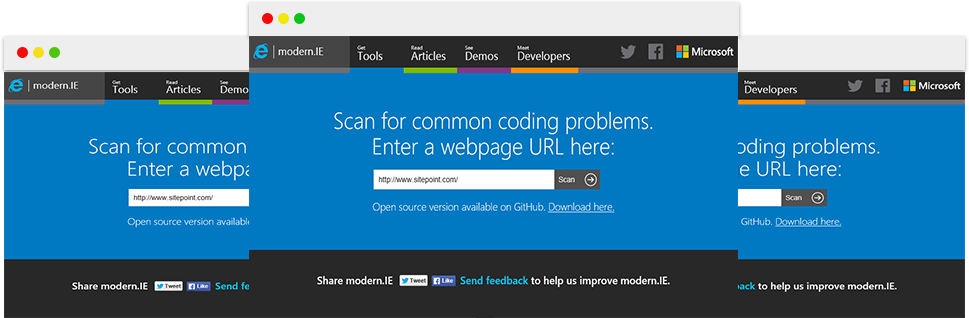 modern.IE
Get Tools
Read Articles
See Demos
Meet Developers
Microsoft
Scan for common coding problems.
Enter a webpage URL here:
http://www.sitepoint.com/
Scan
Open source version available on GitHub. Download here.
Share modern.IE Tweet Like Send feedback to help us improve modern.IE.
modern.IE
Get Tools
Read Articles
See Demo
Scan for common
Enter a webpa
http://www.sitepoint.com/
Open source version available
Share modern.IE Tweet Like Send fe
Meet Developers
Microsoft
oding problems.
e URL here:
Scan
GitHub. Download here.
back to help us improve modern.IE.